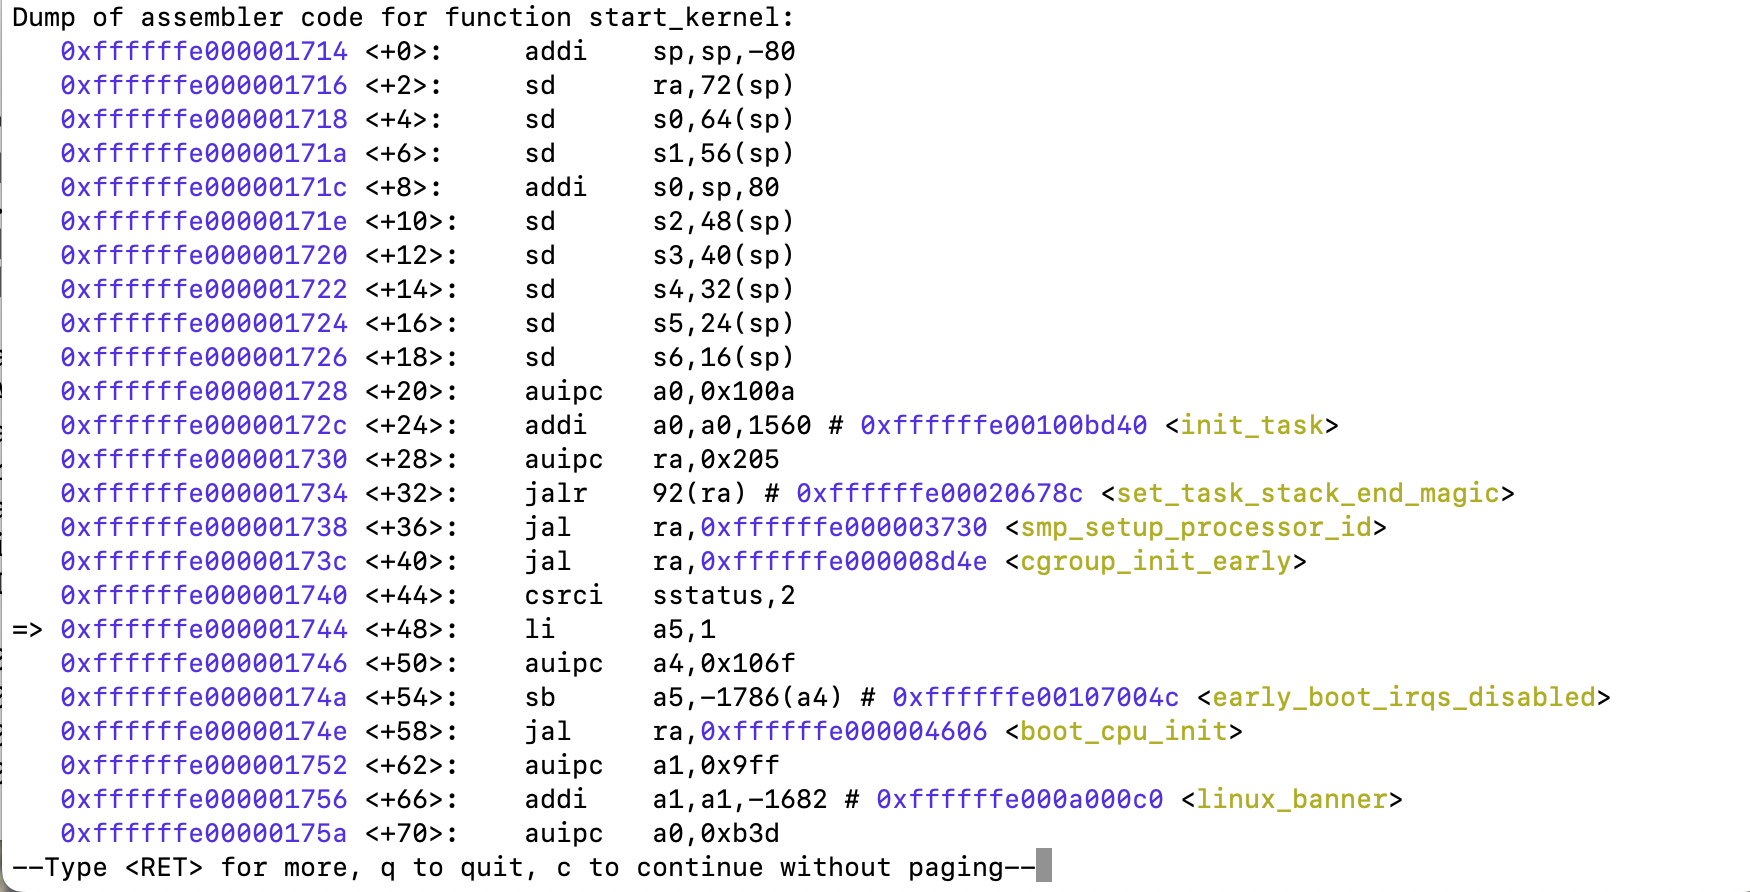 Dump of assembler code for function start_kernel:
   0xffffffe000001714 <+0>:     addi    sp,sp,-80
   0xffffffe000001716 <+2>:     sd      ra,72(sp)
   0xffffffe000001718 <+4>:     sd      s0,64(sp)
   0xffffffe00000171a <+6>:     sd      s1,56(sp)
   0xffffffe00000171c <+8>:     addi    s0,sp,80
   0xffffffe00000171e <+10>:    sd      s2,48(sp)
   0xffffffe000001720 <+12>:    sd      s3,40(sp)
   0xffffffe000001722 <+14>:    sd      s4,32(sp)
   0xffffffe000001724 <+16>:    sd      s5,24(sp)
   0xffffffe000001726 <+18>:    sd      s6,16(sp)
   0xffffffe000001728 <+20>:    auipc   a0,0x100a
   0xffffffe00000172c <+24>:    addi    a0,a0,1560 # 0xffffffe00100bd40 <init_task>
   0xffffffe000001730 <+28>:    auipc   ra,0x205
   0xffffffe000001734 <+32>:    jalr    92(ra) # 0xffffffe00020678c <set_task_stack_end_magic>
   0xffffffe000001738 <+36>:    jal     ra,0xffffffe000003730 <smp_setup_processor_id>
   0xffffffe00000173c <+40>:    jal     ra,0xffffffe000008d4e <cgroup_init_early>
   0xffffffe000001740 <+44>:    csrci   sstatus,2
=> 0xffffffe000001744 <+48>:    li      a5,1
   0xffffffe000001746 <+50>:    auipc   a4,0x106f
   0xffffffe00000174a <+54>:    sb      a5,-1786(a4) # 0xffffffe00107004c <early_boot_irqs_disabled>
   0xffffffe00000174e <+58>:    jal     ra,0xffffffe000004606 <boot_cpu_init>
   0xffffffe000001752 <+62>:    auipc   a1,0x9ff
   0xffffffe000001756 <+66>:    addi    a1,a1,-1682 # 0xffffffe000a000c0 <linux_banner>
   0xffffffe00000175a <+70>:    auipc   a0,0xb3d
--Type <RET> for more, q to quit, c to continue without paging--